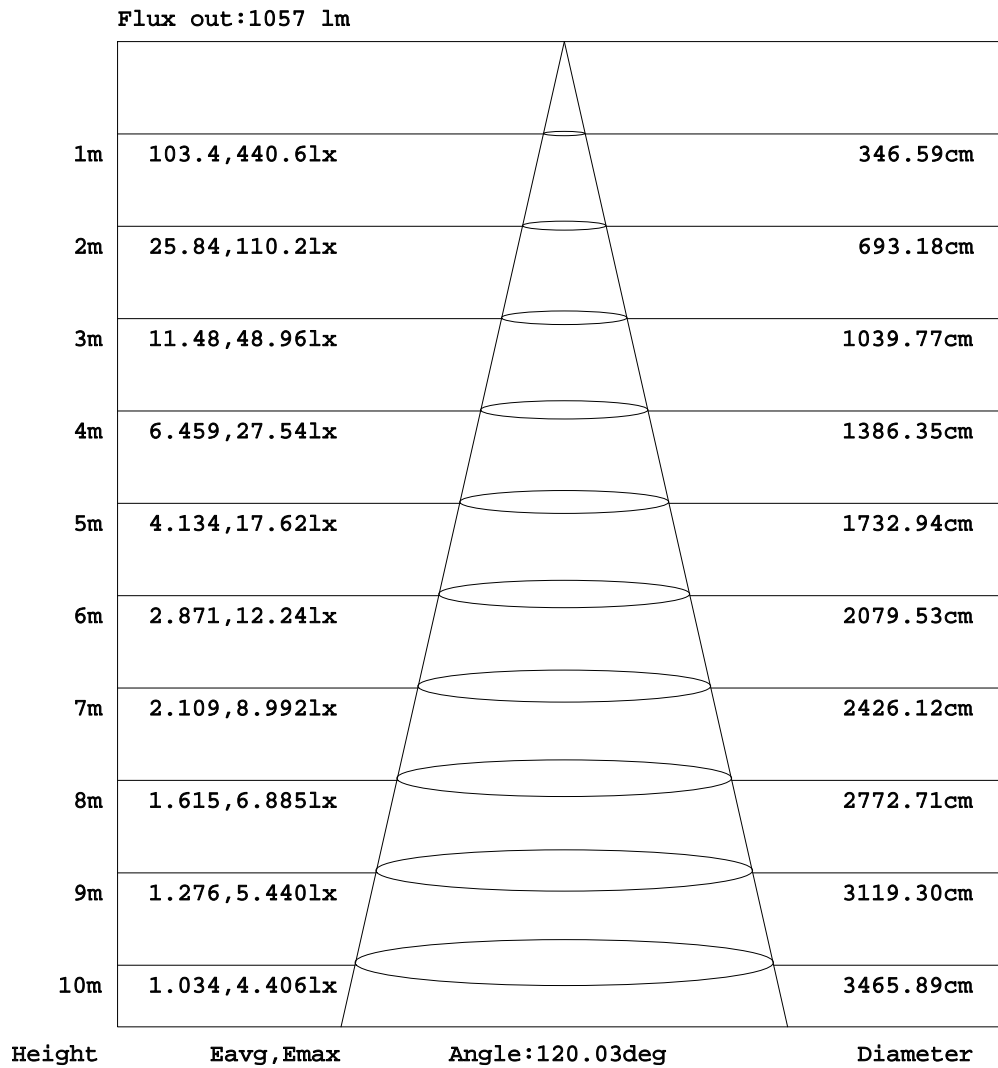 Flux out:1057 lm
1m 103.4,440.6lx 346.59cm
2m 25.84,110.2lx 693.18cm
3m 11.48,48.96lx 1039.77cm
4m 6.459,27.54lx 1386.35cm
5m 4.134,17.62lx 1732.94cm
6m 2.871,12.24lx 2079.53cm
7m 2.109,8.992lx 2426.12cm
8m 1.615,6.885lx 2772.71cm
9m 1.276,5.440lx 3119.30cm
10m 1.034,4.406lx 3465.89cm
Height Eavg,Emax Angle:120.03deg Diameter